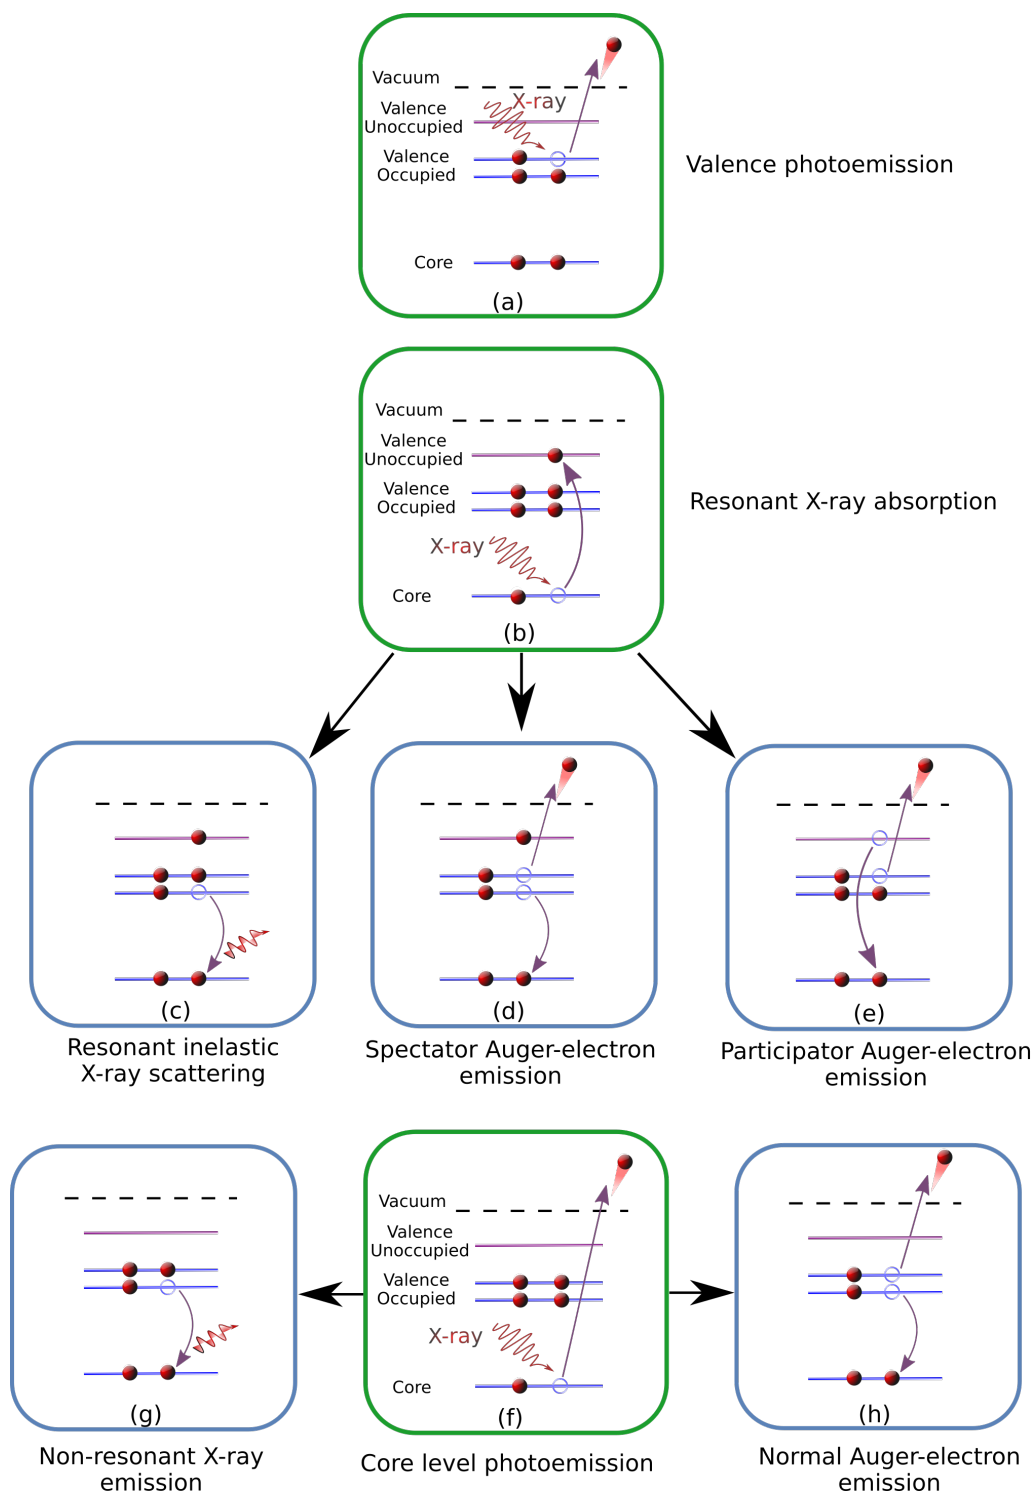 Vacuum
X-ray
Valence
Unoccupied
Valence
Occupied
Core
(a)
Valence photoemission
Vacuum
Valence
Unoccupied
Valence
Occupied
X-ray
Core
(b)
Resonant X-ray absorption
(c)
Resonant inelastic
X-ray scattering
(d)
Spectator Auger-electron
emission
(e)
Participator Auger-electron
emission
(g)
Non-resonant X-ray
emission
Vacuum
Valence
Unoccupied
Valence
Occupied
X-ray
Core
(f)
Core level photoemission
(h)
Normal Auger-electron
emission